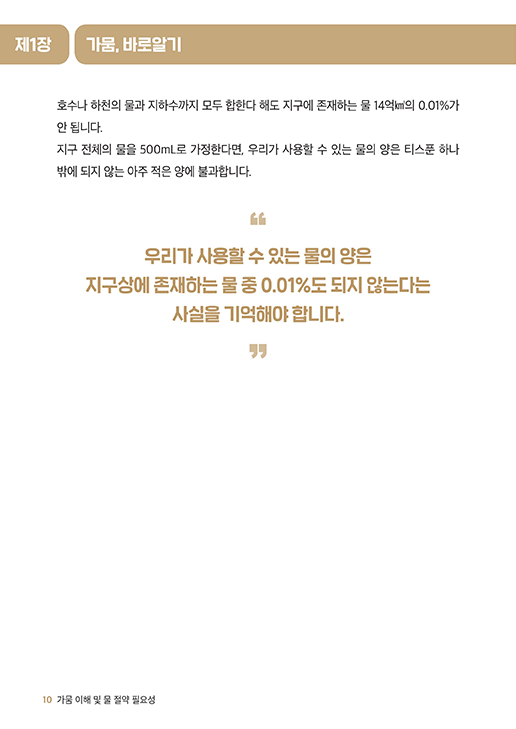 제1장
가뭄, 바로알기
호수나 하천의 물과 지하수까지 모두 합한다 해도 지구에 존재하는 물 14억㎦의 0.01%가
안 됩니다.
지구 전체의 물을 500mL로 가정한다면, 우리가 사용할 수 있는 물의 양은 티스푼 하나
밖에 되지 않는 아주 적은 양에 불과합니다.
“
우리가 사용할 수 있는 물의 양은
지구상에 존재하는 물 중 0.01%도 되지 않는다는
사실을 기억해야 합니다.
”
10 가뭄 이해 및 물 절약 필요성